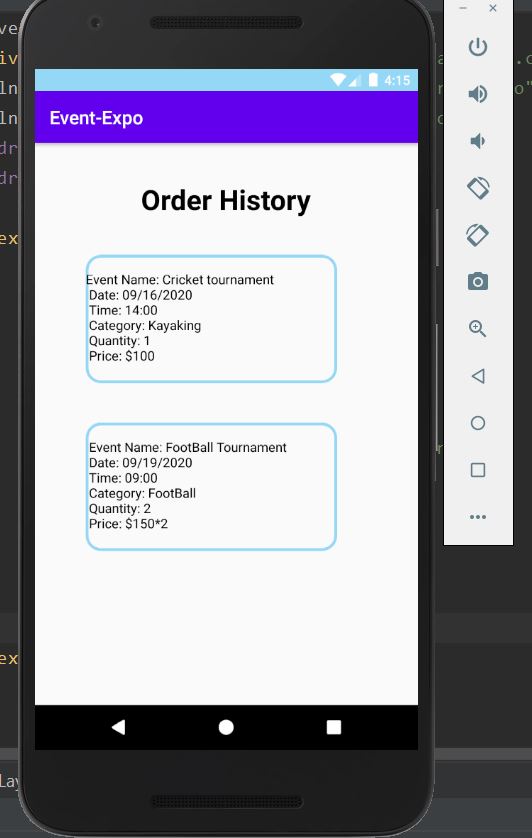 4:15
Event-Expo
Order History
Event Name: Cricket tournament
Date: 09/16/2020
Time: 14:00
Category: Kayaking
Quantity: 1
Price: $100
Event Name: FootBall Tournament
Date: 09/19/2020
Time: 09:00
Category: FootBall
Quantity: 2
Price: $150*2